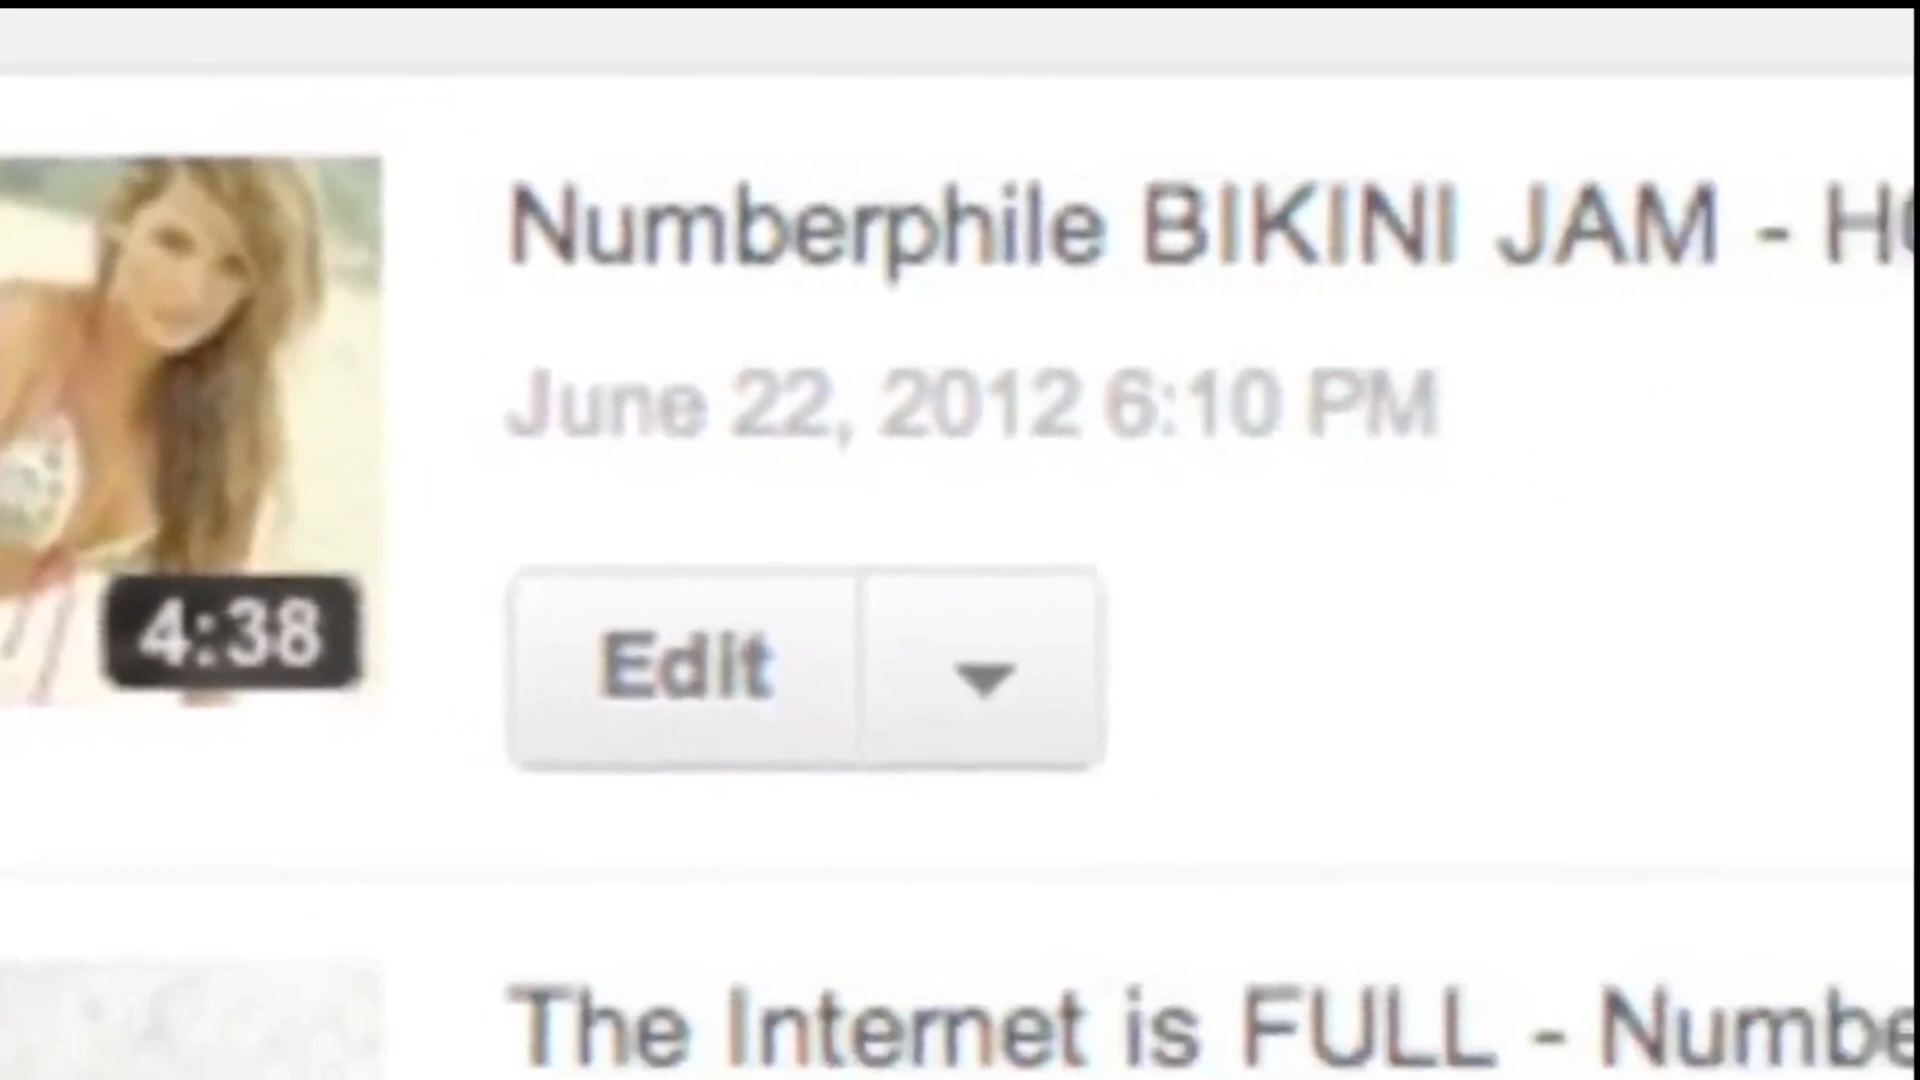 Numberphile BIKINI JAM - 
June 22, 2012 6:10 PM
4:38
Edit
The Internet is FULL -